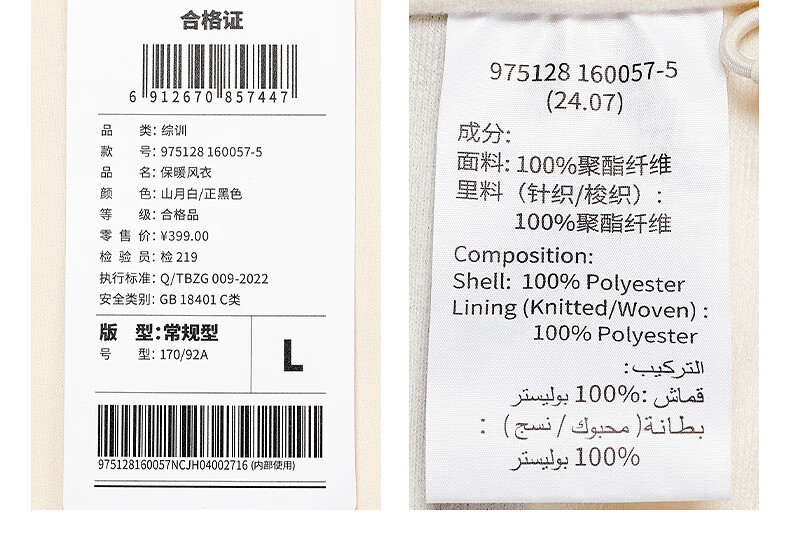 合格证
6 912670 857447
品 类: 综训
款 号: 975128 160057-5
品 名: 保暖风衣
颜 色: 山月白/正黑色
等 级: 合格品
零 售 价: ¥399.00
检 验 员: 检 219
执行标准: Q/TBZG 009-2022
安全类别: GB 18401 C类
版 型: 常规型
号 型: 170/92A
L
975128160057NCJH04002716 (内部使用)
975128 160057-5
(24.07)
成分:
面料: 100%聚酯纤维
里料（针织/梭织）:
100%聚酯纤维
Composition:
Shell: 100% Polyester
Lining (Knitted/Woven) :
100% Polyester
التركيب:
قماش: 100% بوليستر
بطانة( محبوك / نسج ) :
100% بوليستر